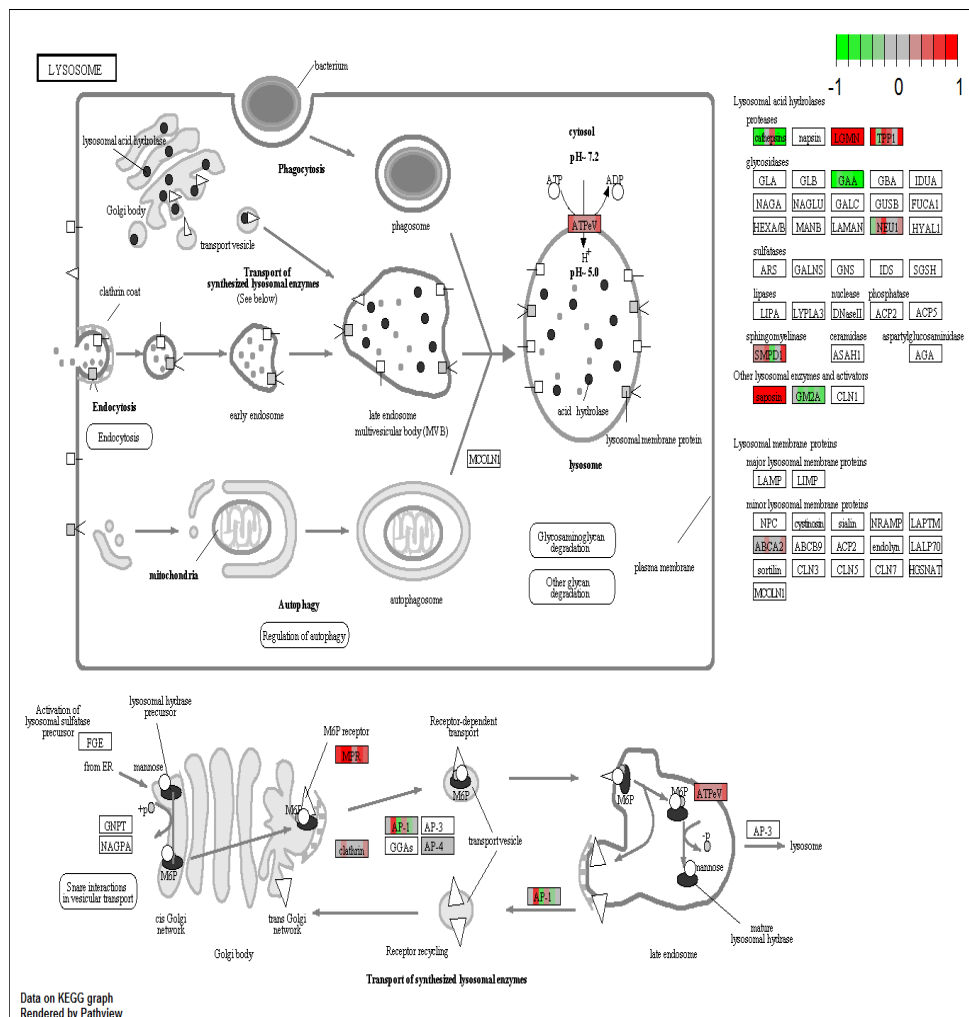 LYSOSOME
bacterium
-1
0
1
lysosomal acid hydrolase
Phagocytosis
Golgi body
transport vesicle
phagosome
cytosol
pH~ 7.2
ATP
ADP
ATPeV
H+
pH~ 5.0
Transport of
synthesized lysosomal enzymes
(See below)
clathrin coat
Endocytosis
Endocytosis
early endosome
late endosome
multivesicular body (MVB)
acid hydrolase
lysosomal membrane protein
lysosome
MCOLN1
mitochondria
Autophagy
Regulation of autophagy
autophagosome
Glycosaminoglycan
degradation
Other glycan
degradation
plasma membrane
Lysosomal acid hydrolases
proteases
cathepsins napsin LGMN TPP1
glycosidases
GLA GLB GAA GBA IDUA
NAGA NAGLU GALC GUSB FUCA1
HEXA/B MANB LAMAN NEU1 HYAL1
sulfatases
ARS GALNS GNS IDS SGSH
lipases nuclease phosphatase
LIPA LYPLA3 DNaseII ACP2 ACP5
sphingomyelinase ceramidase aspartylglucosaminidase
SMPD1 ASAH1 AGA
Other lysosomal enzymes and activators
saposin GM2A CLN1
Lysosomal membrane proteins
major lysosomal membrane proteins
LAMP LIMP
minor lysosomal membrane proteins
NPC cystinosin sialin NRAMP LAPTM
ABCA2 ABCB9 ACP2 endolyn LALP70
sortilin CLN3 CLN5 CLN7 HGSNAT
MCOLN1
Activation of
lysosomal sulfatase
precursor
FGE
from ER
lysosomal hydrase
precursor
mannose
+p
GNPT
NAGPA
M6P
Snare interactions
in vesicular transport
cis Golgi
network
Golgi body
trans Golgi
network
M6P receptor
MPR
M6P
clathrin
AP-1 AP-3
GGAs AP-4
Receptor-dependent
transport
M6P
transport vesicle
AP-1
Receptor recycling
Transport of synthesized lysosomal enzymes
M6P
M6P
ATPeV
-p
mannose
AP-3
lysosome
mature
lysosomal hydrase
late endosome
Data on KEGG graph
Rendered by Pathview